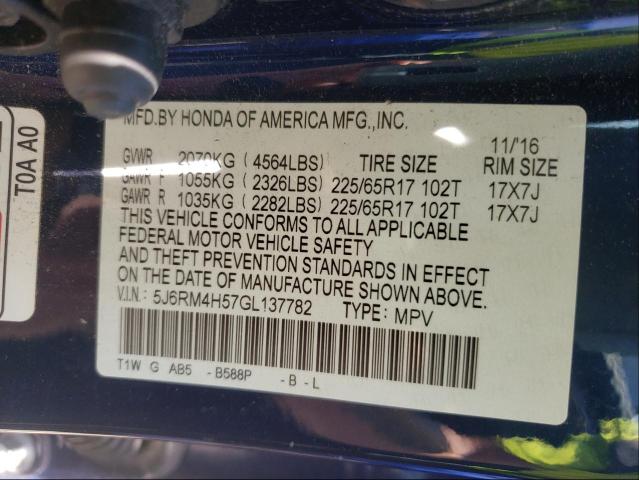 MFD.BY HONDA OF AMERICA MFG.,INC.
11/'16
GVWR 2070KG ( 4564LBS) TIRE SIZE RIM SIZE
GAWR F 1055KG ( 2326LBS) 225/65R17 102T 17X7J
GAWR R 1035KG ( 2282LBS) 225/65R17 102T 17X7J
THIS VEHICLE CONFORMS TO ALL APPLICABLE
FEDERAL MOTOR VEHICLE SAFETY
AND THEFT PREVENTION STANDARDS IN EFFECT
ON THE DATE OF MANUFACTURE SHOWN ABOVE.
V.I.N.: 5J6RM4H57GL137782 TYPE: MPV
T1W G AB5 -B588P -B-L
T0A A0